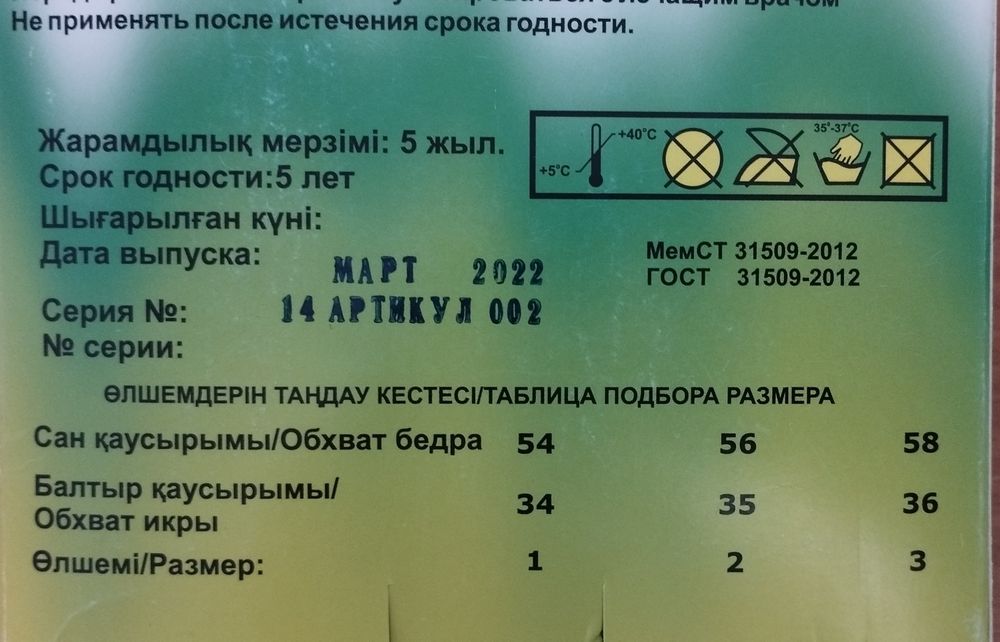 лечащим врачом
Не применять после истечения срока годности.
Жарамдылық мерзімі: 5 жыл.
Срок годности:5 лет
+40°C
+5°C
35°-37°C
Шығарылған күні:
Дата выпуска:
МАРТ 2022
МемСТ 31509-2012
ГОСТ 31509-2012
Серия №: 14 АРТИКУЛ 002
№ серии:
ӨЛШЕМДЕРІН ТАҢДАУ КЕСТЕСІ/ТАБЛИЦА ПОДБОРА РАЗМЕРА
Сан қаусырымы/Обхват бедра 54 56 58
Балтыр қаусырымы/
Обхват икры 34 35 36
Өлшемі/Размер: 1 2 3